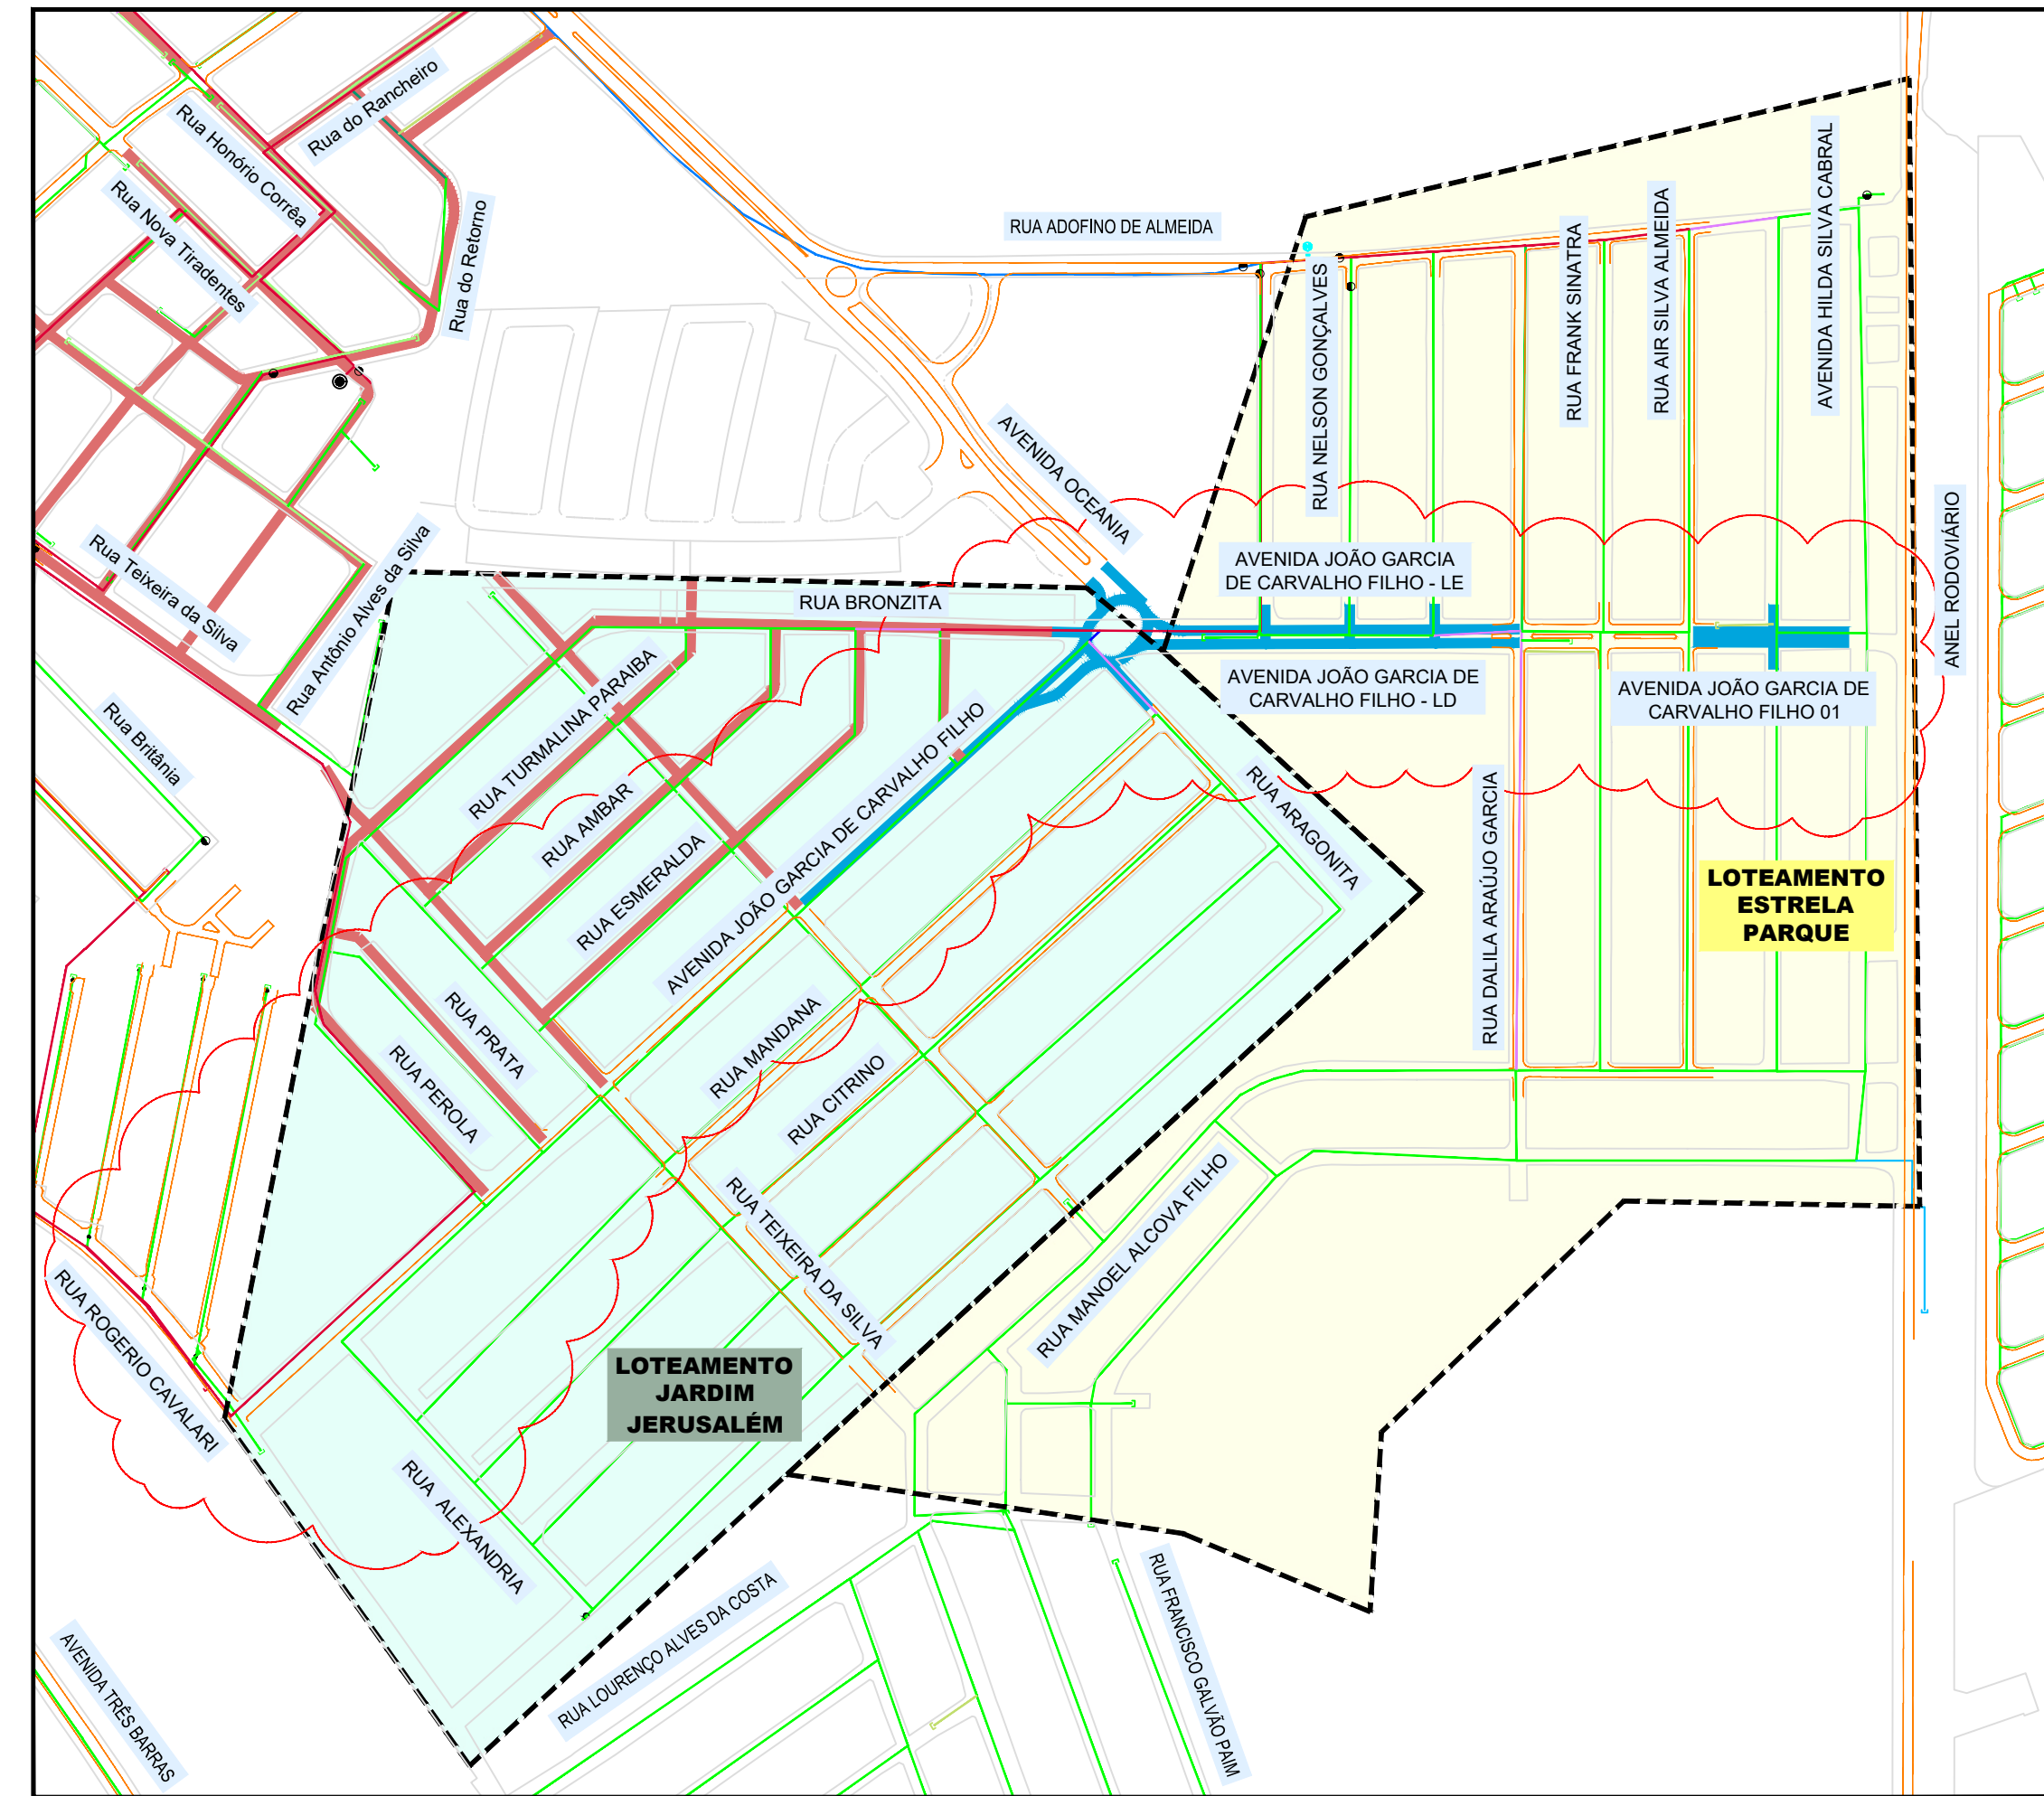 Rua do Rancheiro
Rua Honório Corrêa
Rua Nova Tiradentes
Rua do Retorno
RUA ADOFINO DE ALMEIDA
RUA NELSON GONÇALVES
RUA FRANK SINATRA
RUA AIR SILVA ALMEIDA
AVENIDA HILDA SILVA CABRAL
AVENIDA OCEANIA
ANEL RODOVIÁRIO
Rua Teixeira da Silva
Rua Antônio Alves da Silva
Rua Britânia
RUA BRONZITA
AVENIDA JOÃO GARCIA
DE CARVALHO FILHO - LE
AVENIDA JOÃO GARCIA DE
CARVALHO FILHO - LD
AVENIDA JOÃO GARCIA DE
CARVALHO FILHO 01
RUA TURMALINA PARAIBA
RUA AMBAR
RUA ESMERALDA
AVENIDA JOÃO GARCIA DE CARVALHO FILHO
RUA ARAGONITA
RUA DALILA ARAÚJO GARCIA
LOTEAMENTO
ESTRELA
PARQUE
RUA PRATA
RUA PEROLA
RUA MANDANA
RUA CITRINO
RUA TEIXEIRA DA SILVA
RUA MANOEL ALCOVA FILHO
RUA ROGERIO CAVALARI
LOTEAMENTO
JARDIM
JERUSALÉM
RUA ALEXANDRIA
RUA LOURENÇO ALVES DA COSTA
RUA FRANCISCO GALVÃO PAIM
AVENIDA TRÊS BARRAS